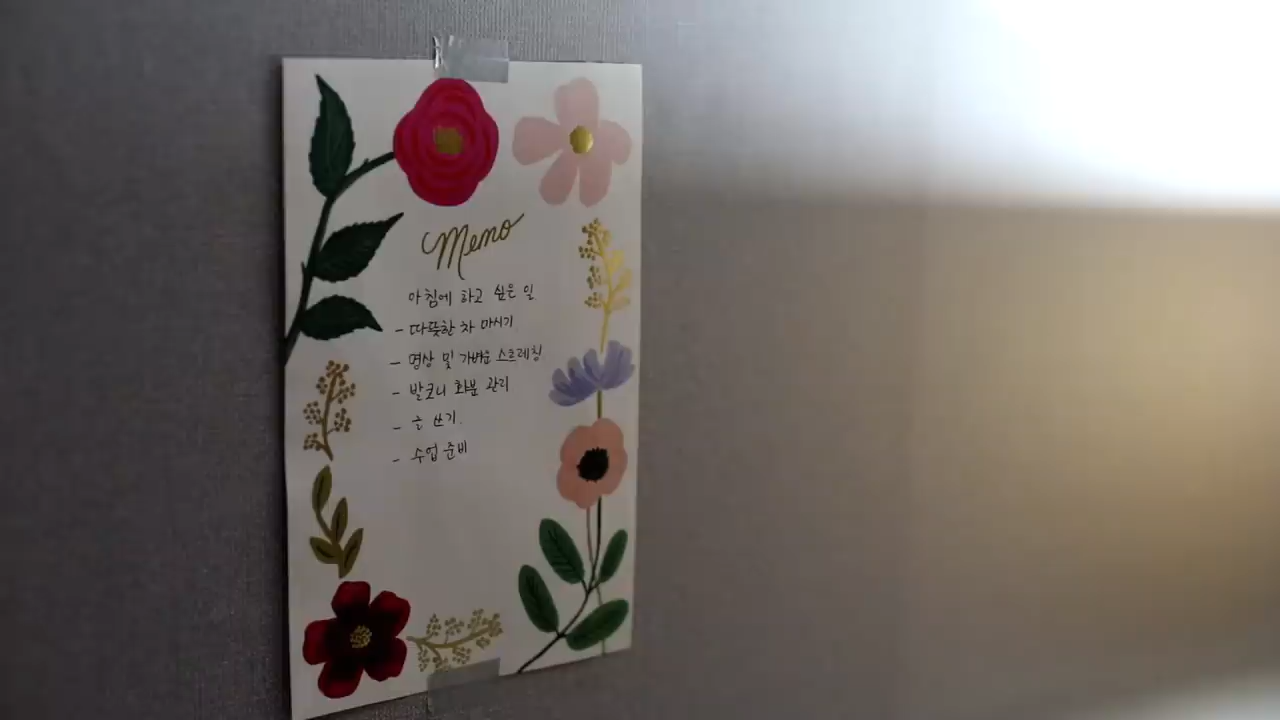 Memo
아침에 하고 싶은 일
- 따뜻한 차 마시기
- 명상 및 가벼운 스트레칭
- 발코니 화분 관리
- 글 쓰기
- 수업 준비